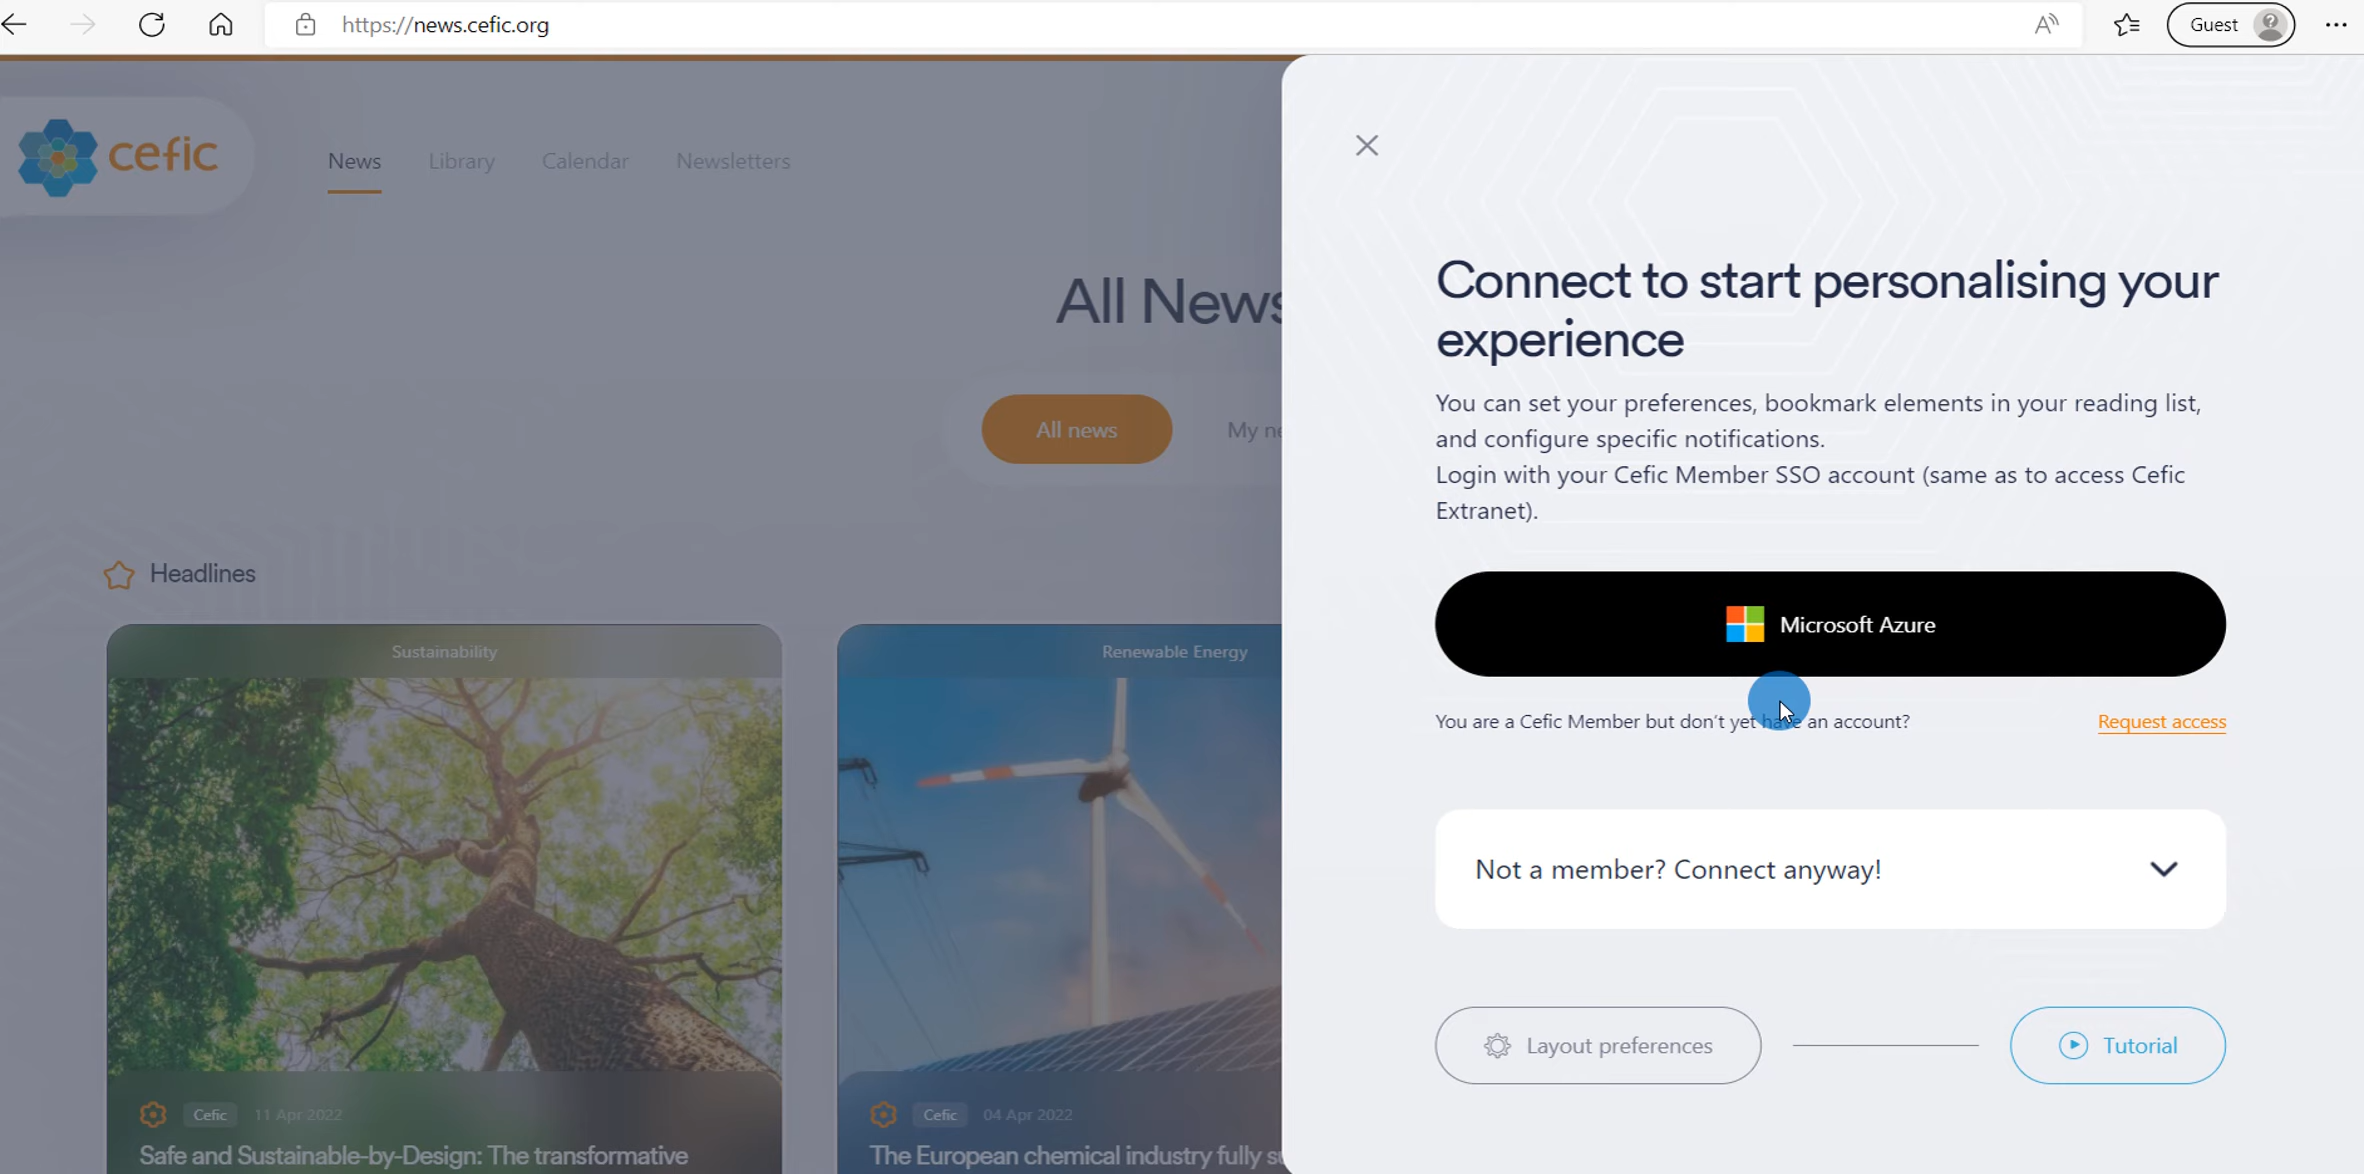 https://news.cefic.org
Guest
cefic
News
Library
Calendar
Newsletters
All News
All news
My ne
Headlines
Sustainability
Cefic
11 Apr 2022
Safe and Sustainable-by-Design: The transformative
Renewable Energy
Cefic
04 Apr 2022
The European chemical industry fully su
Connect to start personalising your
experience
You can set your preferences, bookmark elements in your reading list,
and configure specific notifications.
Login with your Cefic Member SSO account (same as to access Cefic
Extranet).
Microsoft Azure
You are a Cefic Member but don't yet have an account?
Request access
Not a member? Connect anyway!
Layout preferences
Tutorial